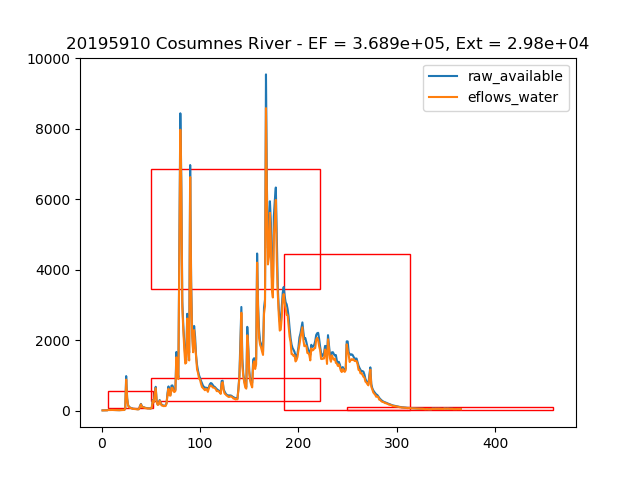 20195910 Cosumnes River - EF = 3.689e+05, Ext = 2.98e+04
raw_available
eflows_water
10000
8000
6000
4000
2000
0
0 100 200 300 400